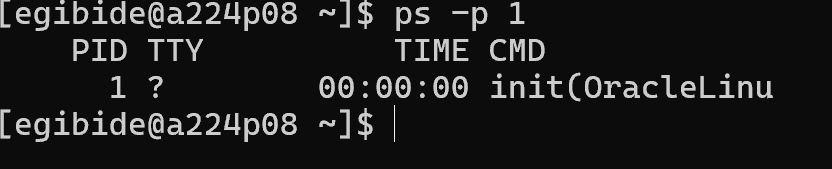 [egibide@a224p08 ~]$ ps -p 1
    PID TTY          TIME CMD
      1 ?        00:00:00 init(OracleLinu
[egibide@a224p08 ~]$